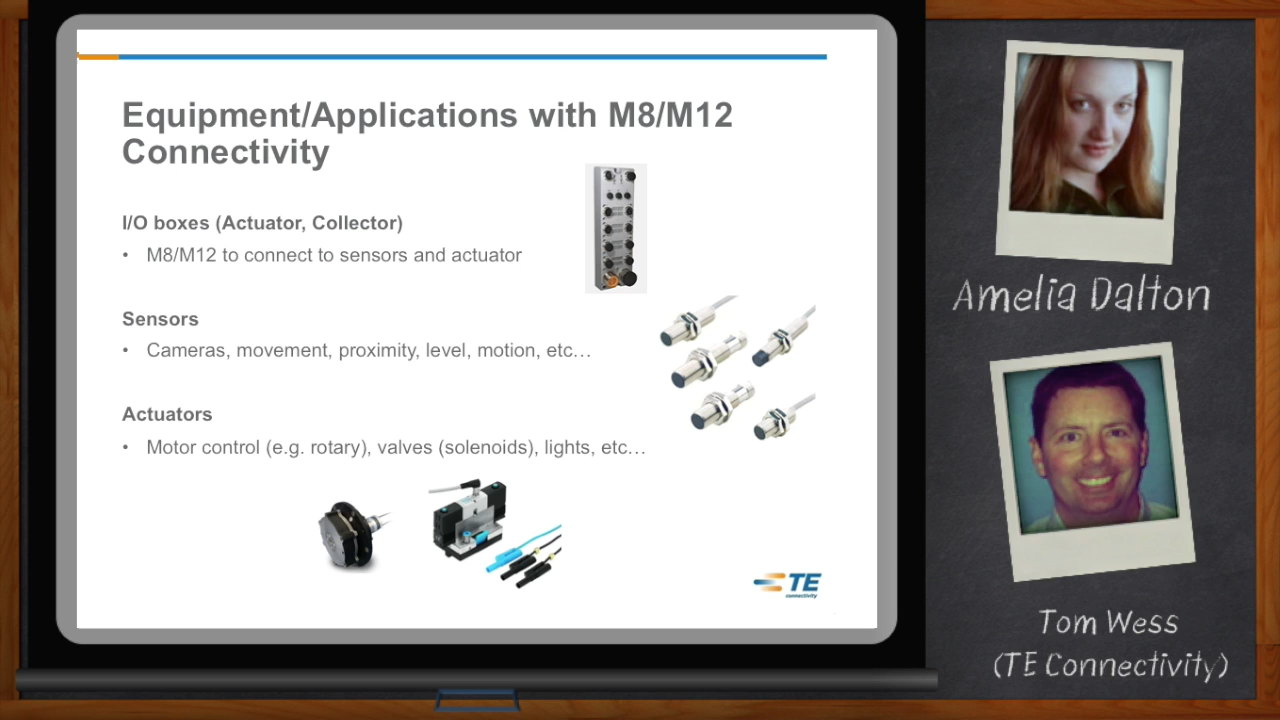 Equipment/Applications with M8/M12
Connectivity
I/O boxes (Actuator, Collector)
• M8/M12 to connect to sensors and actuator
Sensors
• Cameras, movement, proximity, level, motion, etc…
Actuators
• Motor control (e.g. rotary), valves (solenoids), lights, etc…
TE
connectivity
Amelia Dalton
Tom Wess
(TE Connectivity)